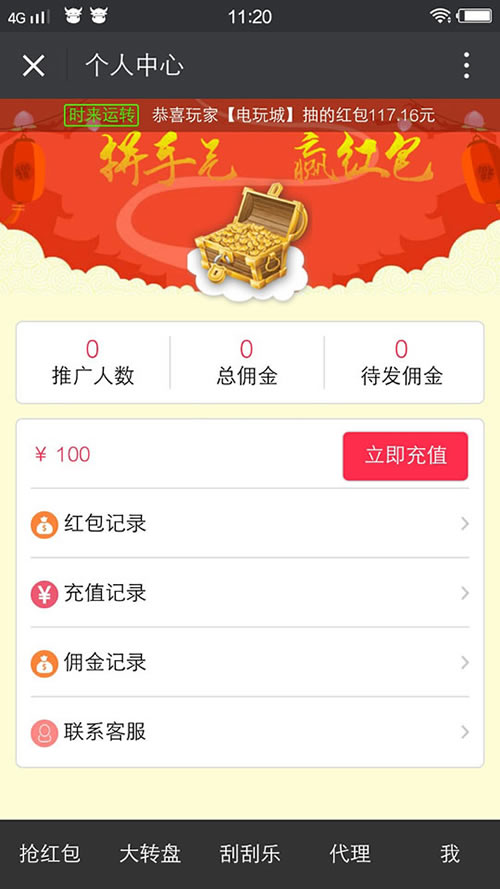 4G
11:20
个人中心
时来运转 恭喜玩家【电玩城】抽的红包117.16元
拼手气 赢红包
0 0 0
推广人数 总佣金 待发佣金
¥ 100 立即充值
红包记录
充值记录
佣金记录
联系客服
抢红包 大转盘 刮刮乐 代理 我